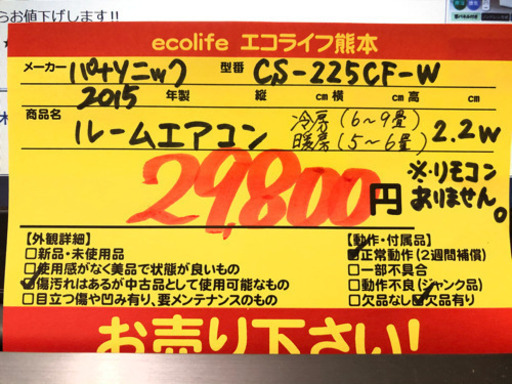 らお値下げします!!
ecolife エコライフ熊本
メーカー パナソニック 型番 CS-225CF-W
2015 年製 縦 cm 横 cm 高 cm
商品名 ルームエアコン 冷房(6〜9畳) 2.2w
暖房(5〜6畳)
29,800円
※リモコン
ありません。
【外観詳細】
□新品・未使用品
□使用感がなく美品で状態が良いもの
☑傷汚れはあるが中古品として使用可能なもの
□目立つ傷や凹み有り、要メンテナンスのもの
【動作・付属品】
☑正常動作(2週間補償)
□一部不具合
□動作不良(ジャンク品)
□欠品なし☑欠品有り
お売り下さい!